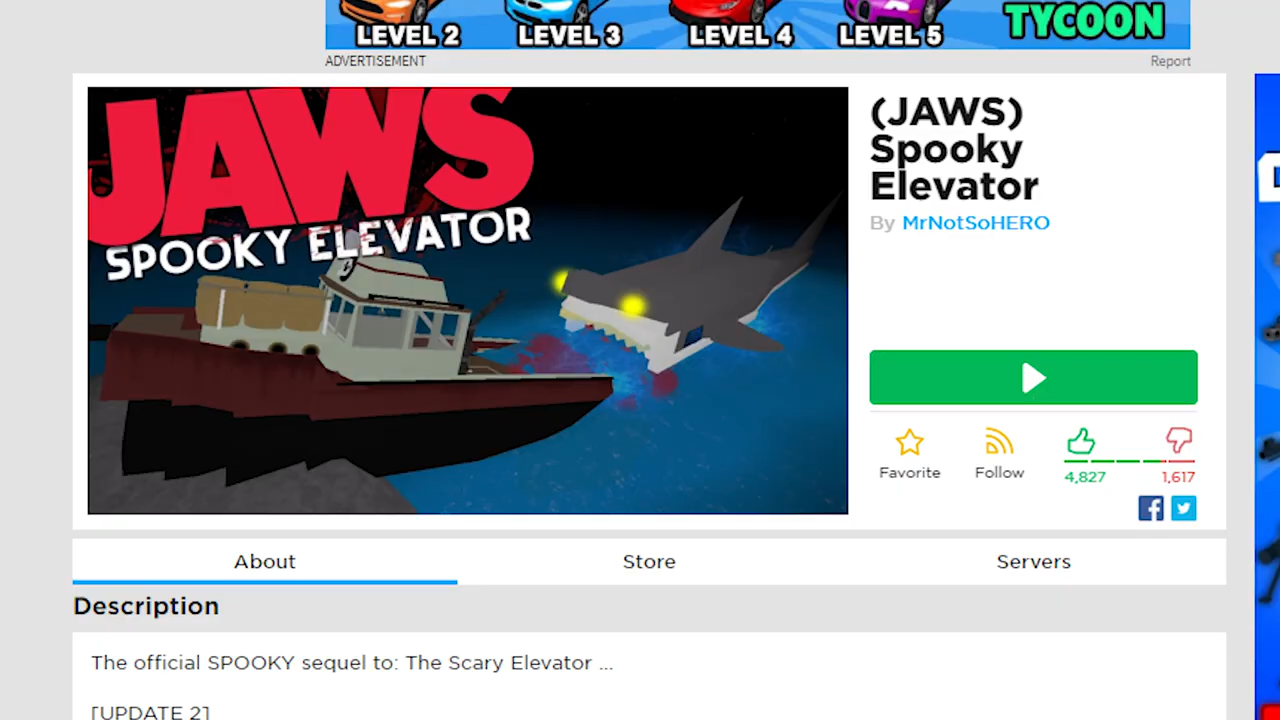 LEVEL 2 LEVEL 3 LEVEL 4 LEVEL 5 TYCOON
ADVERTISEMENT Report
JAWS
SPOOKY ELEVATOR
(JAWS)
Spooky
Elevator
By MrNotSoHERO
Favorite Follow 4,827 1,617
About Store Servers
Description
The official SPOOKY sequel to: The Scary Elevator ...
[UPDATE 2]